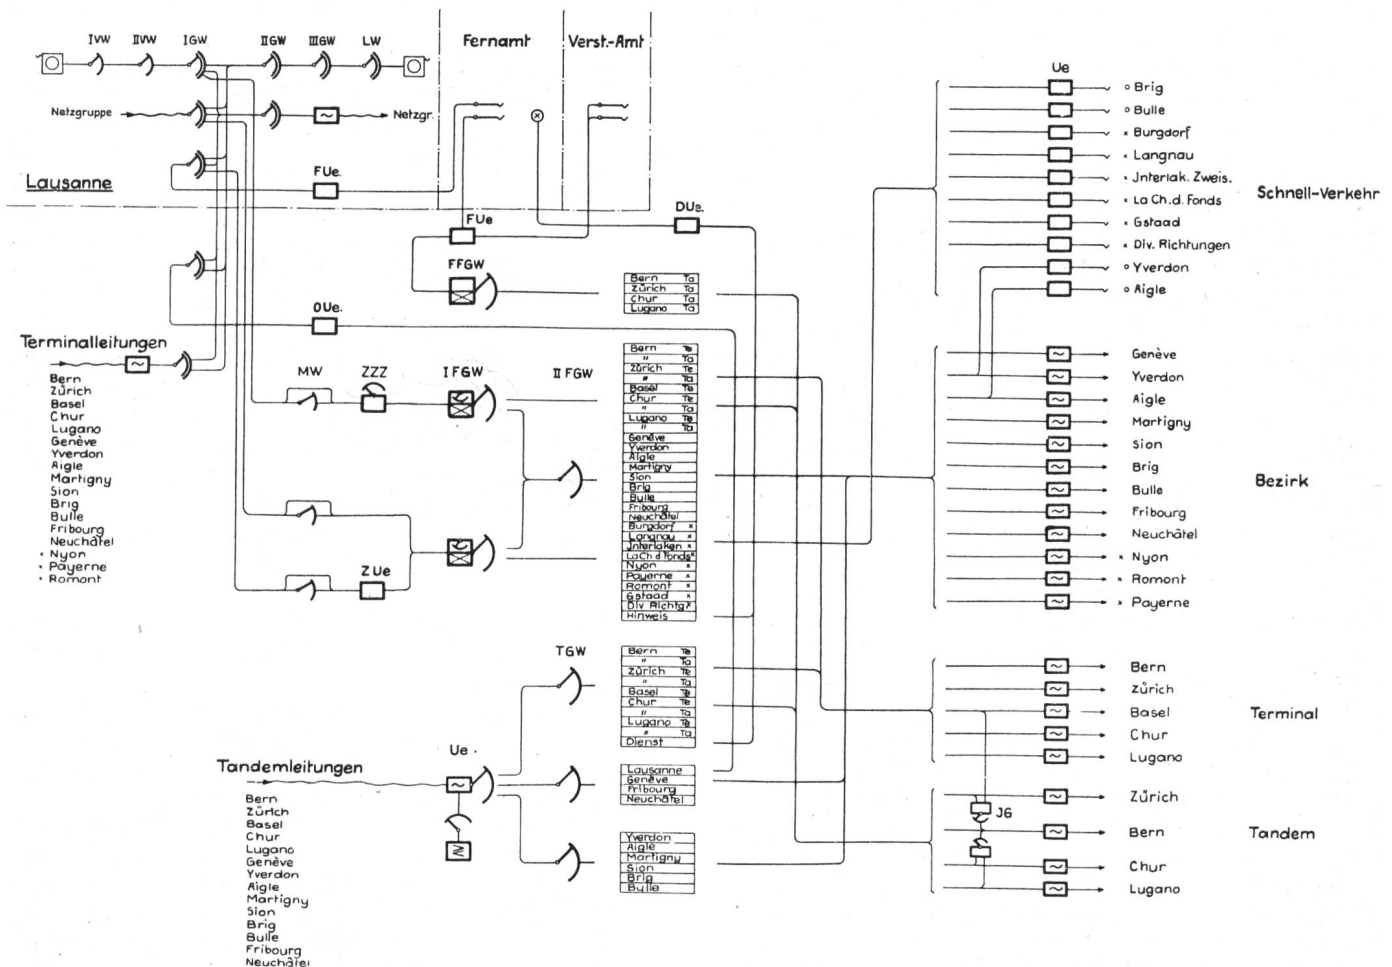 IVW IIVW IGW IIGW IIIGW LW
Fernamt
Verst.-Amt
Netzgruppe
Netzgr.
Lausanne
FUe.
FUe
DUe.
FFGW
Bern Ta
Zürich Ta
Chur Ta
Lugano Ta
OUe.
Terminalleitungen
Bern
Zürich
Basel
Chur
Lugano
Genève
Yverdon
Aigle
Martigny
Sion
Brig
Bulle
Fribourg
Neuchâtel
× Nyon
× Payerne
× Romont
MW
ZZZ
I FGW
II FGW
ZUe
Bern Te
" Ta
Zürich Te
" Ta
Basel Te
Chur Te
" Ta
Lugano Te
" Ta
Genève
Yverdon
Aigle
Martigny
Sion
Brig
Bulle
Fribourg
Neuchâtel
Burgdorf ×
Langnau ×
Jnterlaken ×
La Ch d Fonds ×
Nyon ×
Payerne ×
Romont ×
Gstaad ×
Div Richtg ×
Hinweis
TGW
Bern Te
" Ta
Zürich Te
" Ta
Basel Te
Chur Te
" Ta
Lugano Te
" Ta
Dienst
Lausanne
Genève
Fribourg
Neuchâtel
Yverdon
Aigle
Martigny
Sion
Brig
Bulle
Ue.
Tandemleitungen
Bern
Zürich
Basel
Chur
Lugano
Genève
Yverdon
Aigle
Martigny
Sion
Brig
Bulle
Fribourg
Neuchâtel
Ue
o Brig
o Bulle
× Burgdorf
× Langnau
× Jnterlak. Zweis.
× La Ch. d. Fonds
× Gstaad
× Div. Richtungen
o Yverdon
o Aigle
Schnell-Verkehr
Genève
Yverdon
Aigle
Martigny
Sion
Brig
Bulle
Fribourg
Neuchâtel
× Nyon
× Romont
× Payerne
Bezirk
Bern
Zürich
Basel
Chur
Lugano
Terminal
Zürich
JG
Bern
Chur
Lugano
Tandem